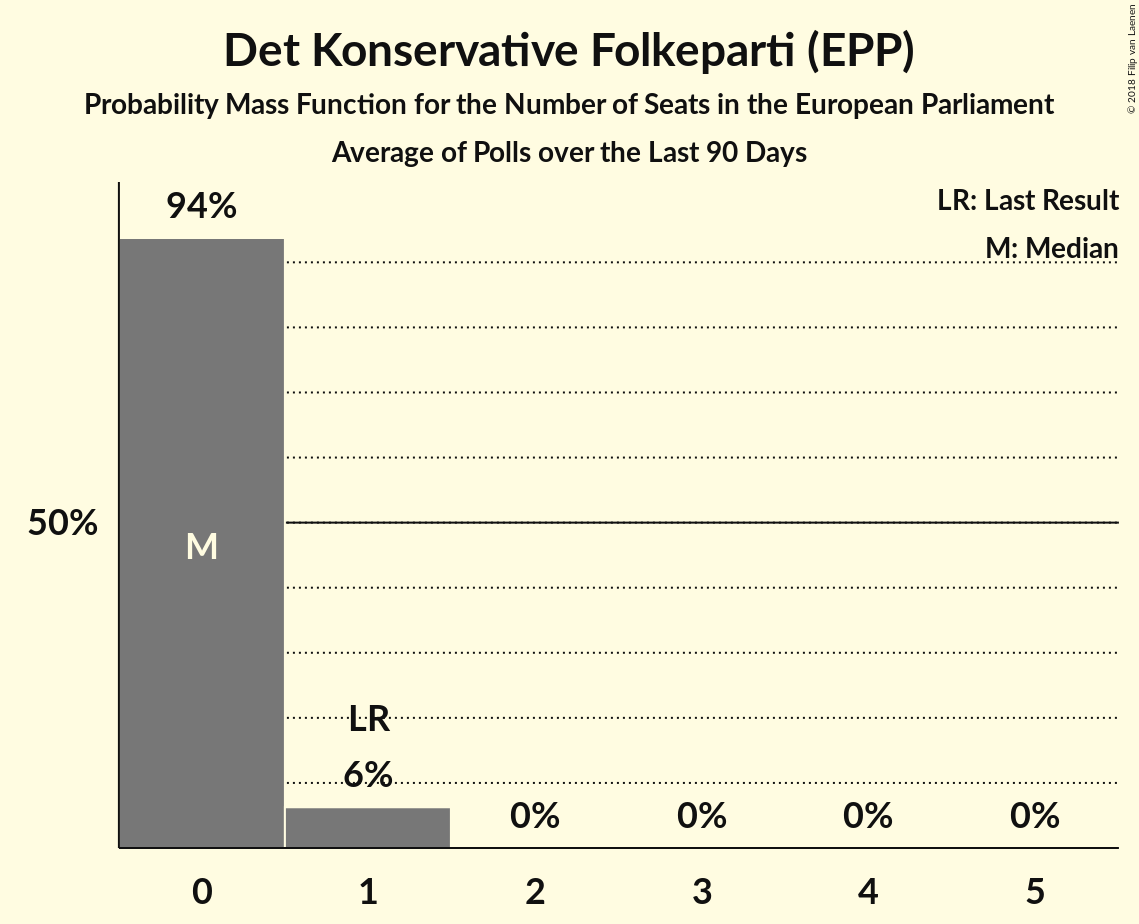 Det Konservative Folkeparti (EPP)
Probability Mass Function for the Number of Seats in the European Parliament
Average of Polls over the Last 90 Days
© 2018 Filip van Laenen
LR: Last Result
M: Median
94%
50%
M
LR
6%
0%
0%
0%
0%
0 1 2 3 4 5